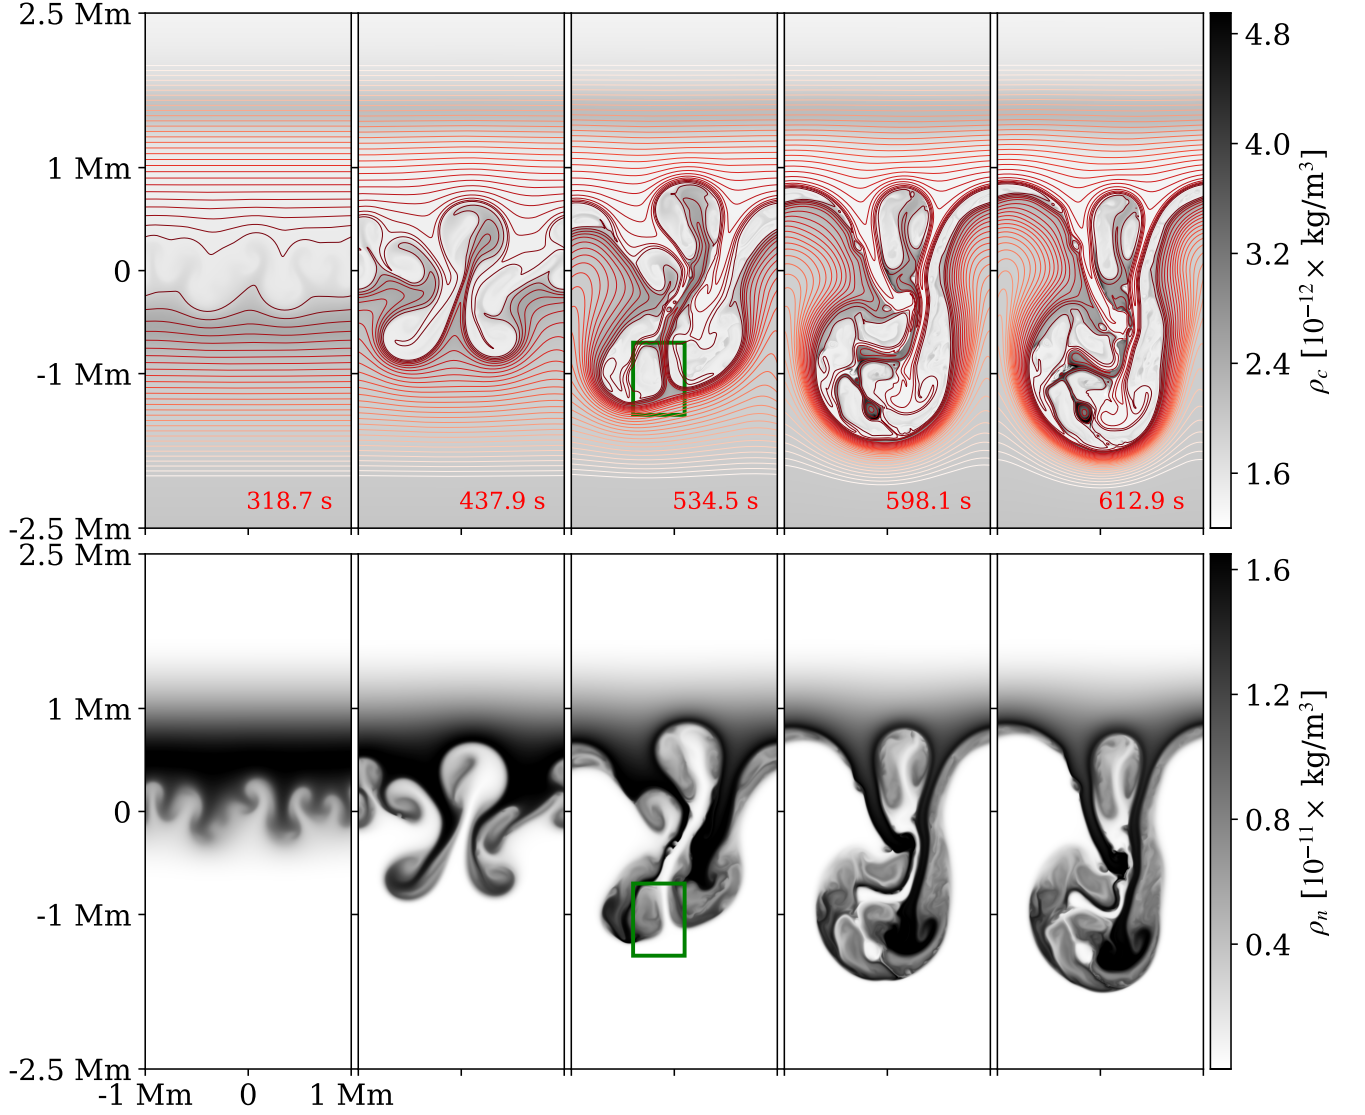 2.5 Mm
1 Mm
0
-1 Mm
-2.5 Mm
318.7 s
437.9 s
534.5 s
598.1 s
612.9 s
4.8
4.0
3.2
2.4
1.6
ρc [10⁻¹²× kg/m³]
2.5 Mm
1 Mm
0
-1 Mm
-2.5 Mm
-1 Mm 0 1 Mm
1.6
1.2
0.8
0.4
ρn [10⁻¹¹× kg/m³]